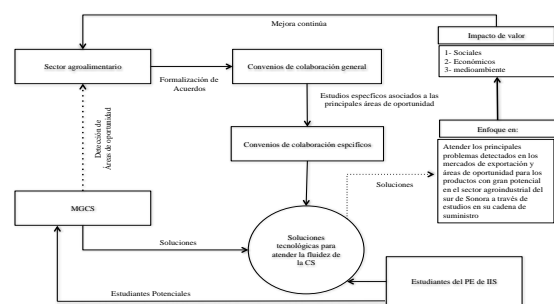 Mejora continúa
Impacto de valor
1- Sociales
2- Económicos
3- medioambiente
Sector agroalimentario
Formalización de
Acuerdos
Convenios de colaboración general
Estudios específicos asociados a las
principales áreas de oportunidad
Detección de
Áreas de oportunidad
Convenios de colaboración específicos
Enfoque en:
Atender los principales
problemas detectados en los
mercados de exportación y
áreas de oportunidad para los
productos con gran potencial
en el sector agroindustrial del
sur de Sonora a través de
estudios en su cadena de
suministro
Soluciones
MGCS
Soluciones
Soluciones
tecnológicas para
atender la fluidez de
la CS
Estudiantes Potenciales
Estudiantes del PE de IIS